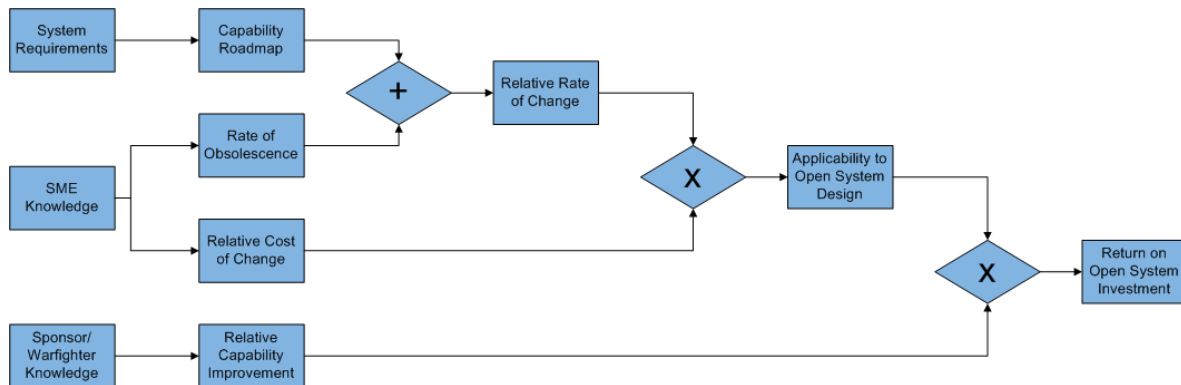 System
Requirements
Capability
Roadmap
+
Relative Rate
of Change
Rate of
Obsolescence
SME
Knowledge
X
Applicability to
Open System
Design
Relative Cost
of Change
X
Return on
Open System
Investment
Sponsor/
Warfighter
Knowledge
Relative
Capability
Improvement